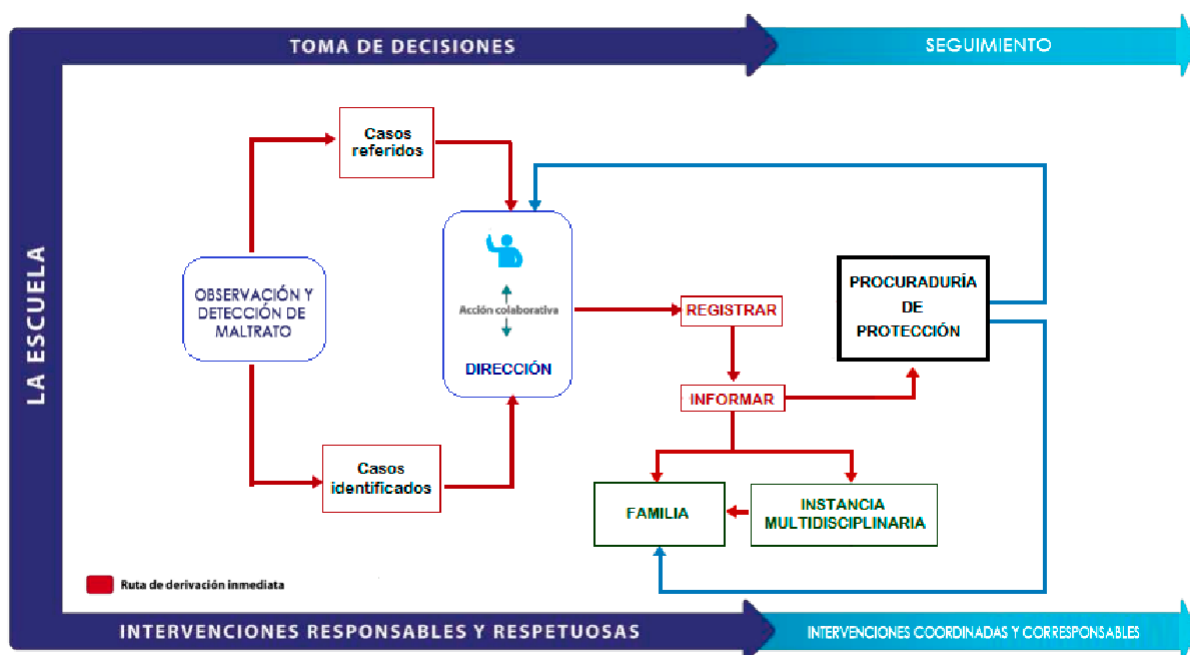 TOMA DE DECISIONES
SEGUIMIENTO
LA ESCUELA
Casos
referidos
OBSERVACIÓN Y
DETECCIÓN DE
MALTRATO
Acción colaborativa
DIRECCIÓN
REGISTRAR
PROCURADURÍA
DE
PROTECCIÓN
INFORMAR
Casos
identificados
FAMILIA
INSTANCIA
MULTIDISCIPLINARIA
Ruta de derivación inmediata
INTERVENCIONES RESPONSABLES Y RESPETUOSAS
INTERVENCIONES COORDINADAS Y CORRESPONSABLES